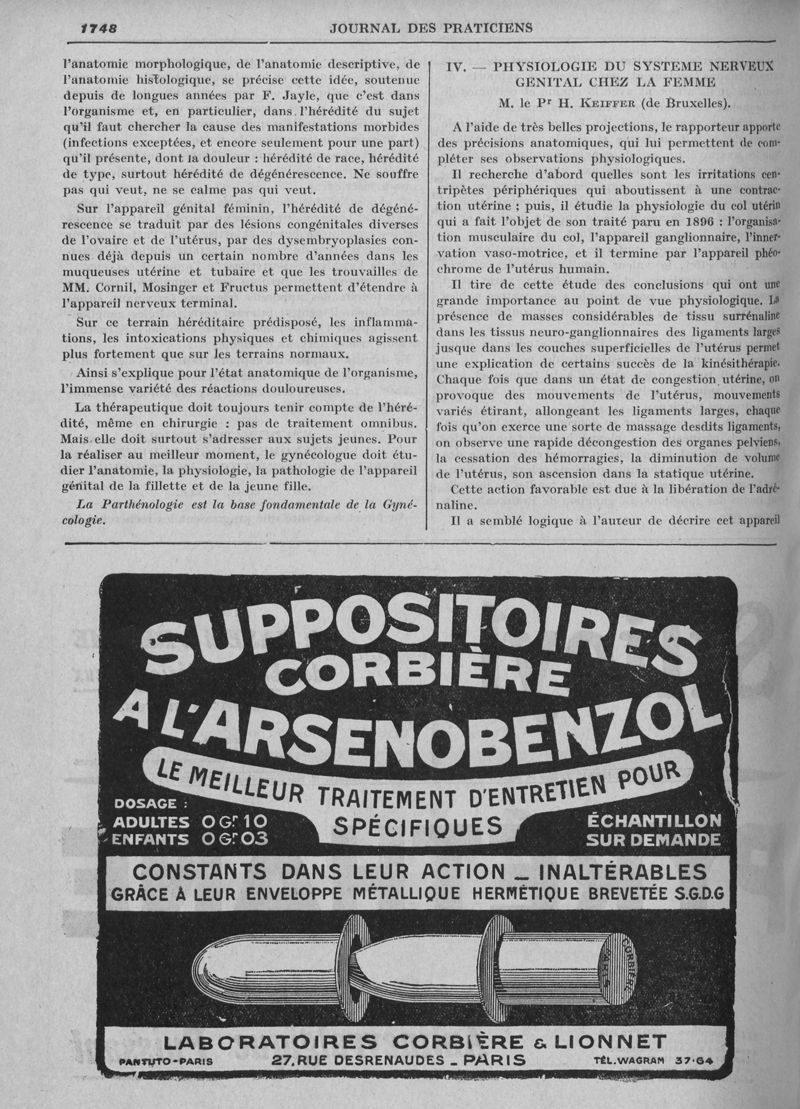 1748
JOURNAL DES PRATICIENS
l'anatomie morphologique, de l'anatomie descriptive, de
l'anatomie histologique, se précise cette idée, soutenue
depuis de longues années par F. Jayle, que c'est dans
l'organisme et, en particulier, dans l'hérédité du sujet
qu'il faut chercher la cause des manifestations morbides
(infections exceptées, et encore seulement pour une part)
qu'il présente, dont la douleur : hérédité de race, hérédité
de type, surtout hérédité de dégénérescence. Ne souffre
pas qui veut, ne se calme pas qui veut.
Sur l'appareil génital féminin, l'hérédité de dégéné-
rescence se traduit par des lésions congénitales diverses
de l'ovaire et de l'utérus, par des dysembryoplasies con-
nues déjà depuis un certain nombre d'années dans les
muqueuses utérine et tubaire et que les trouvailles de
MM. Cornil, Mosinger et Fructus permettent d'étendre à
l'appareil nerveux terminal.
Sur ce terrain héréditaire prédisposé, les inflamma-
tions, les intoxications physiques et chimiques agissent
plus fortement que sur les terrains normaux.
Ainsi s'explique pour l'état anatomique de l'organisme,
l'immense variété des réactions douloureuses.
La thérapeutique doit toujours tenir compte de l'héré-
dité, même en chirurgie : pas de traitement omnibus.
Mais elle doit surtout s'adresser aux sujets jeunes. Pour
la réaliser au meilleur moment, le gynécologue doit étu-
dier l'anatomie, la physiologie, la pathologie de l'appareil
génital de la fillette et de la jeune fille.
La Parthénologie est la base fondamentale de la Gyné-
cologie.
IV. — PHYSIOLOGIE DU SYSTEME NERVEUX
GENITAL CHEZ LA FEMME
M. le Pr H. KEIFFER (de Bruxelles).
A l'aide de très belles projections, le rapporteur apporte
des précisions anatomiques, qui lui permettent de com-
pléter ses observations physiologiques.
Il recherche d'abord quelles sont les irritations cen-
tripètes périphériques qui aboutissent à une contrac-
tion utérine ; puis, il étudie la physiologie du col utérin
qui a fait l'objet de son traité paru en 1896 : l'organisa-
tion musculaire du col, l'appareil ganglionnaire, l'inner-
vation vaso-motrice, et il termine par l'appareil phéo-
chrome de l'utérus humain.
Il tire de cette étude des conclusions qui ont une
grande importance au point de vue physiologique. La
présence de masses considérables de tissu surrénaline
dans les tissus neuro-ganglionnaires des ligaments larges
jusque dans les couches superficielles de l'utérus permet
une explication de certains succès de la kinésithérapie.
Chaque fois que dans un état de congestion utérine, on
provoque des mouvements de l'utérus, mouvements
variés étirant, allongeant les ligaments larges, chaque
fois qu'on exerce une sorte de massage desdits ligaments,
on observe une rapide décongestion des organes pelviens,
la cessation des hémorragies, la diminution de volume
de l'utérus, son ascension dans la statique utérine.
Cette action favorable est due à la libération de l'adré-
naline.
Il a semblé logique à l'auteur de décrire cet appareil
SUPPOSITOIRES
CORBIÈRE
A L'ARSENOBENZOL
LE MEILLEUR TRAITEMENT D'ENTRETIEN POUR
SPÉCIFIQUES
DOSAGE :
ADULTES 0 Gr 10
ENFANTS 0 Gr 03
ÉCHANTILLON
SUR DEMANDE
CONSTANTS DANS LEUR ACTION _ INALTÉRABLES
GRÂCE À LEUR ENVELOPPE MÉTALLIQUE HERMÉTIQUE BREVETÉE S.G.D.G
CORBIÈRE
PARIS
LABORATOIRES CORBIÈRE & LIONNET
PANTUTO-PARIS
27, RUE DESRENAUDES _ PARIS
TÉL. WAGRAM 37-64